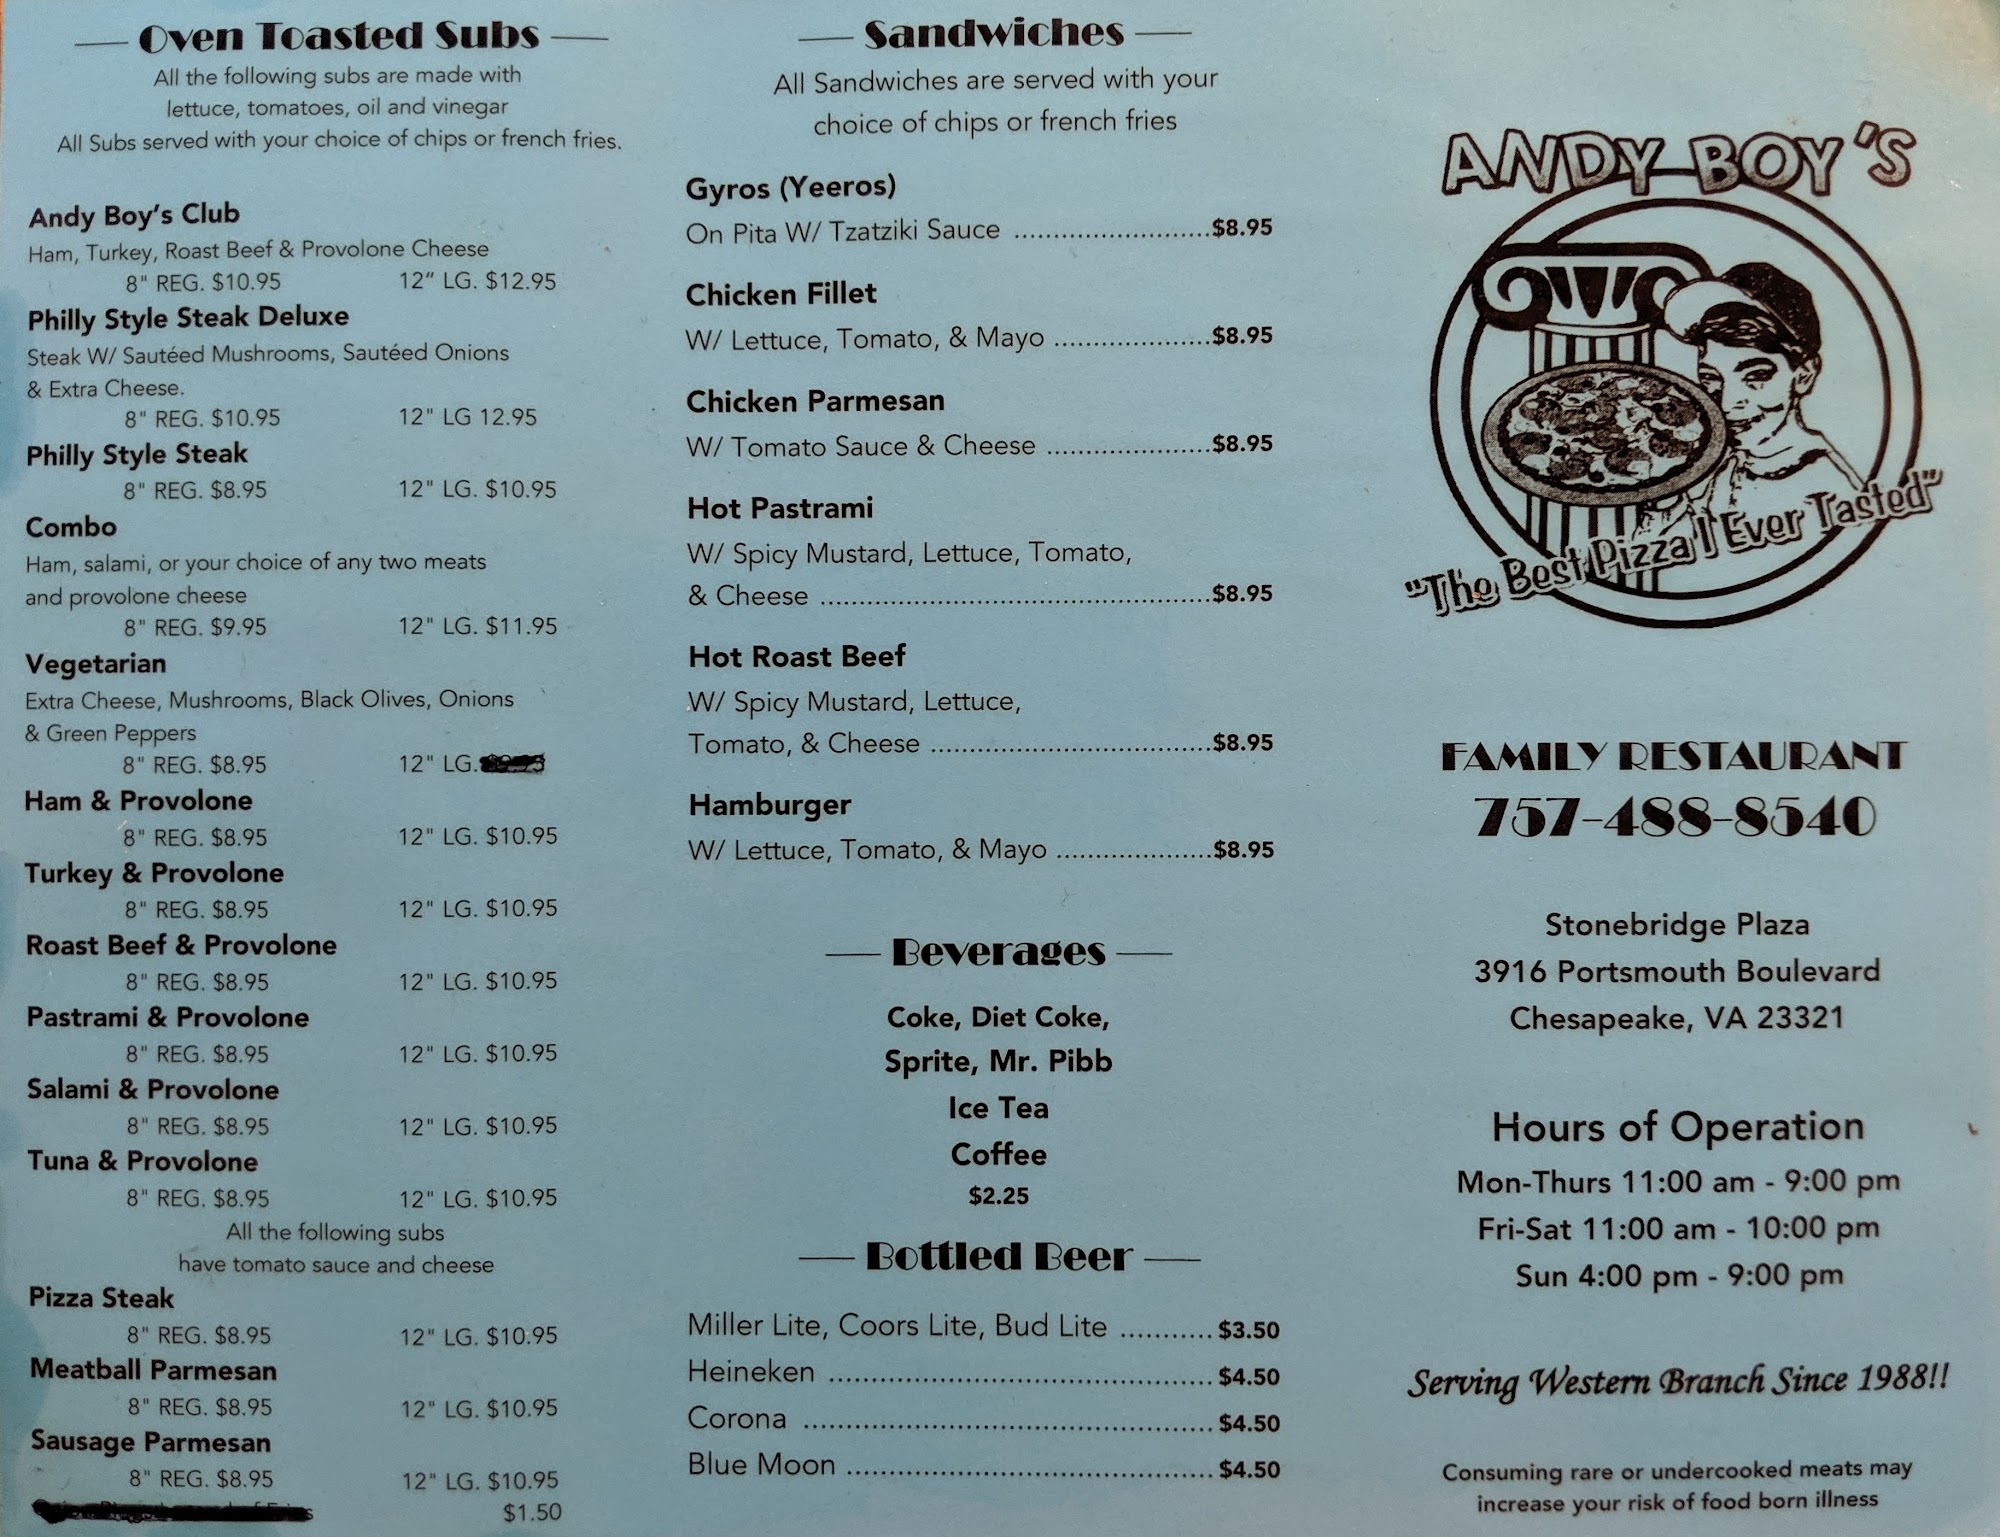 Oven Toasted Subs
All the following subs are made with
lettuce, tomatoes, oil and vinegar
All Subs served with your choice of chips or french fries.
Andy Boy's Club
Ham, Turkey, Roast Beef & Provolone Cheese
8" REG. $10.95 12" LG. $12.95
Philly Style Steak Deluxe
Steak W/ Sautéed Mushrooms, Sautéed Onions
& Extra Cheese.
8" REG. $10.95 12" LG 12.95
Philly Style Steak
8" REG. $8.95 12" LG. $10.95
Combo
Ham, salami, or your choice of any two meats
and provolone cheese
8" REG. $9.95 12" LG. $11.95
Vegetarian
Extra Cheese, Mushrooms, Black Olives, Onions
& Green Peppers
8" REG. $8.95 12" LG.
Ham & Provolone
8" REG. $8.95 12" LG. $10.95
Turkey & Provolone
8" REG. $8.95 12" LG. $10.95
Roast Beef & Provolone
8" REG. $8.95 12" LG. $10.95
Pastrami & Provolone
8" REG. $8.95 12" LG. $10.95
Salami & Provolone
8" REG. $8.95 12" LG. $10.95
Tuna & Provolone
8" REG. $8.95 12" LG. $10.95
All the following subs
have tomato sauce and cheese
Pizza Steak
8" REG. $8.95 12" LG. $10.95
Meatball Parmesan
8" REG. $8.95 12" LG. $10.95
Sausage Parmesan
8" REG. $8.95 12" LG. $10.95
$1.50
Sandwiches
All Sandwiches are served with your
choice of chips or french fries
Gyros (Yeeros)
On Pita W/ Tzatziki Sauce ......................... $8.95
Chicken Fillet
W/ Lettuce, Tomato, & Mayo .................... $8.95
Chicken Parmesan
W/ Tomato Sauce & Cheese ..................... $8.95
Hot Pastrami
W/ Spicy Mustard, Lettuce, Tomato,
& Cheese .................................................. $8.95
Hot Roast Beef
W/ Spicy Mustard, Lettuce,
Tomato, & Cheese .................................... $8.95
Hamburger
W/ Lettuce, Tomato, & Mayo .................... $8.95
Beverages
Coke, Diet Coke,
Sprite, Mr. Pibb
Ice Tea
Coffee
$2.25
Bottled Beer
Miller Lite, Coors Lite, Bud Lite ............ $3.50
Heineken ................................................. $4.50
Corona .................................................... $4.50
Blue Moon ............................................... $4.50
ANDY BOY'S
"The Best Pizza I Ever Tasted"
FAMILY RESTAURANT
757-488-8540
Stonebridge Plaza
3916 Portsmouth Boulevard
Chesapeake, VA 23321
Hours of Operation
Mon-Thurs 11:00 am - 9:00 pm
Fri-Sat 11:00 am - 10:00 pm
Sun 4:00 pm - 9:00 pm
Serving Western Branch Since 1988!!
Consuming rare or undercooked meats may
increase your risk of food born illness